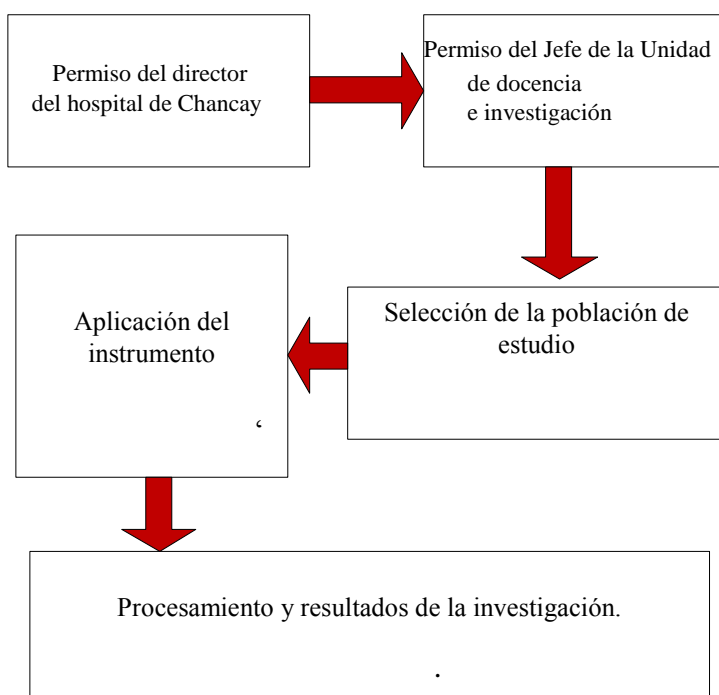 Permiso del director
del hospital de Chancay
Permiso del Jefe de la Unidad
de docencia
e investigación
Selección de la población de
estudio
Aplicación del
instrumento
‘
Procesamiento y resultados de la investigación.
.